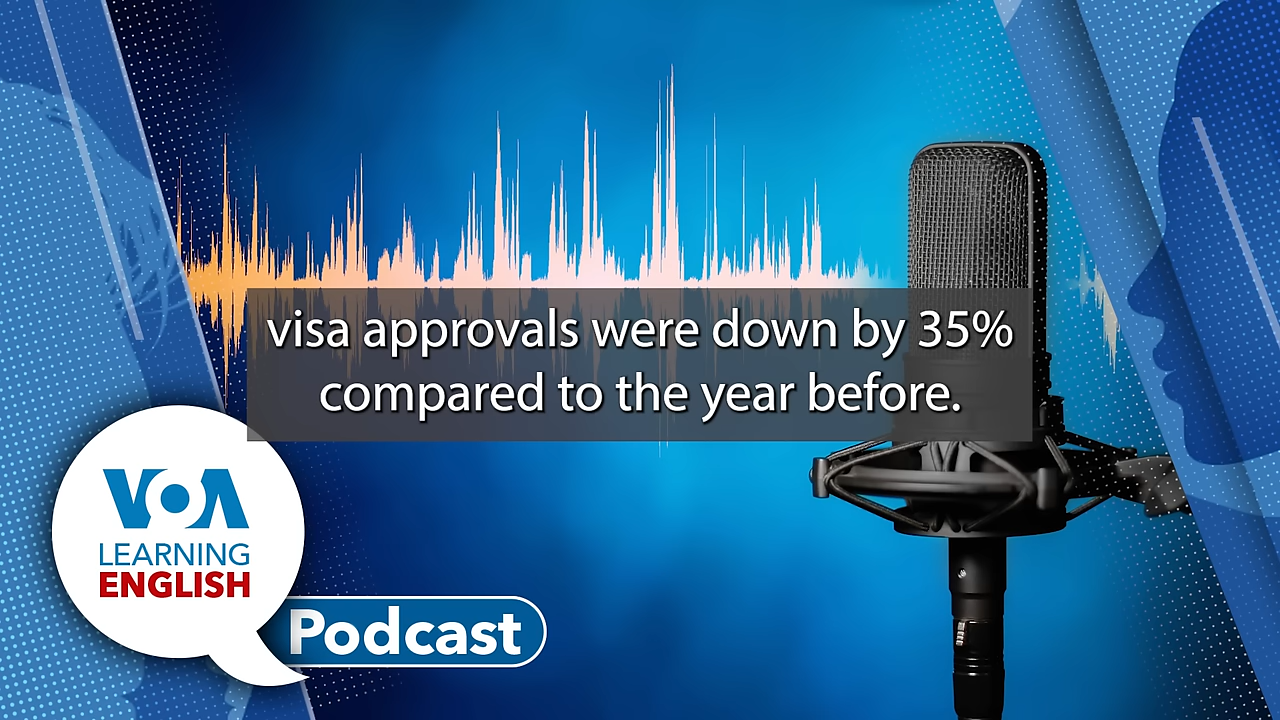 visa approvals were down by 35%
compared to the year before.
VOA
LEARNING
ENGLISH
Podcast